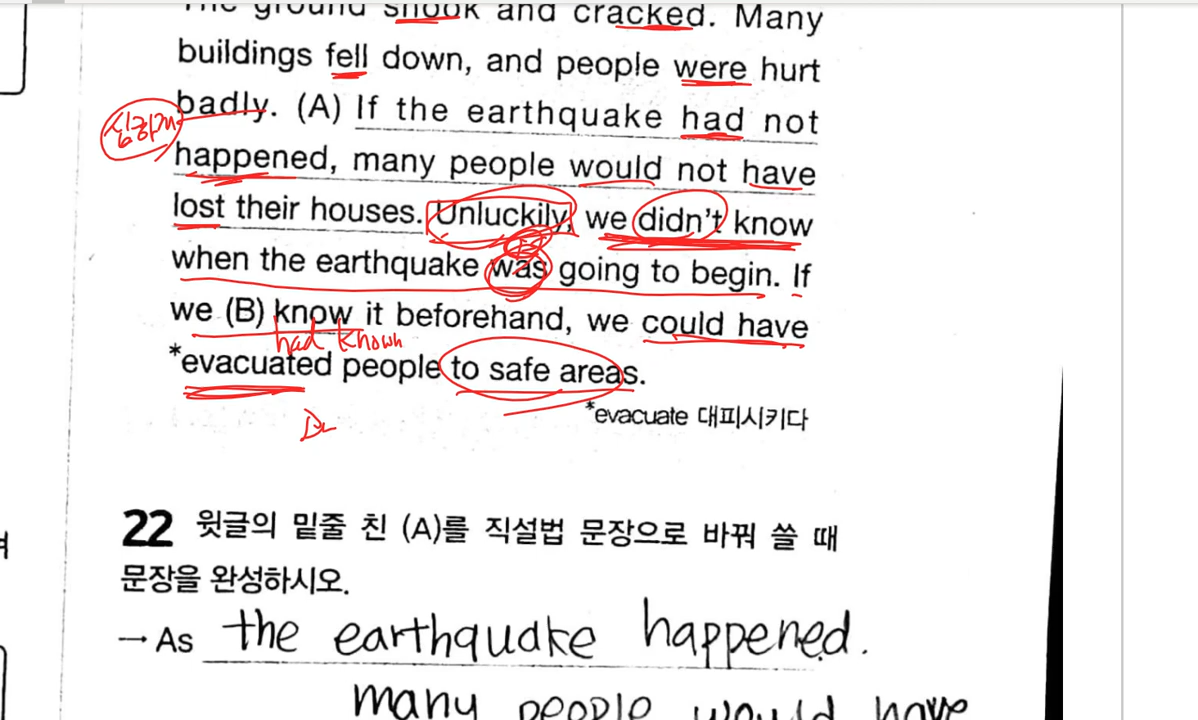 The ground shook and cracked. Many
buildings fell down, and people were hurt
badly. (A) If the earthquake had not
심하게
happened, many people would not have
lost their houses. Unluckily, we didn't know
when the earthquake was going to begin. If
we (B) know it beforehand, we could have
had known
*evacuated people to safe areas.
*evacuate 대피시키다
22 윗글의 밑줄 친 (A)를 직설법 문장으로 바꿔 쓸 때
문장을 완성하시오.
→ As the earthquake happened.
many people would have